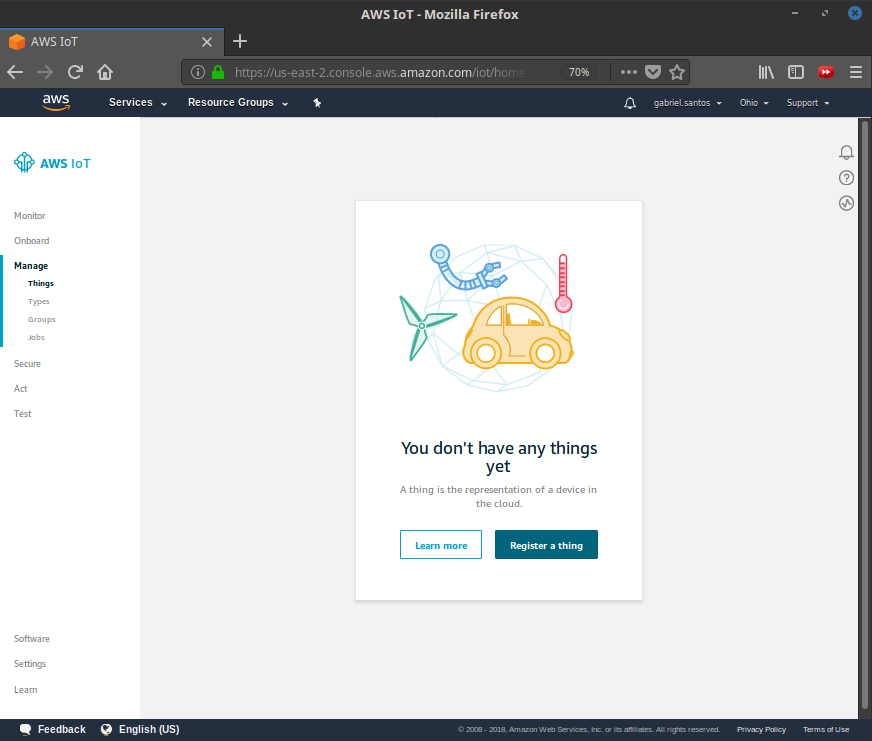 AWS IoT - Mozilla Firefox
AWS IoT
https://us-east-2.console.aws.amazon.com/iot/home
70%
aws
Services
Resource Groups
gabriel.santos
Ohio
Support
AWS IoT
Monitor
Onboard
Manage
Things
Types
Groups
Jobs
Secure
Act
Test
You don't have any things
yet
A thing is the representation of a device in
the cloud.
Learn more
Register a thing
Software
Settings
Learn
Feedback
English (US)
© 2008 - 2018, Amazon Web Services, Inc. or its affiliates. All rights reserved.
Privacy Policy
Terms of Use